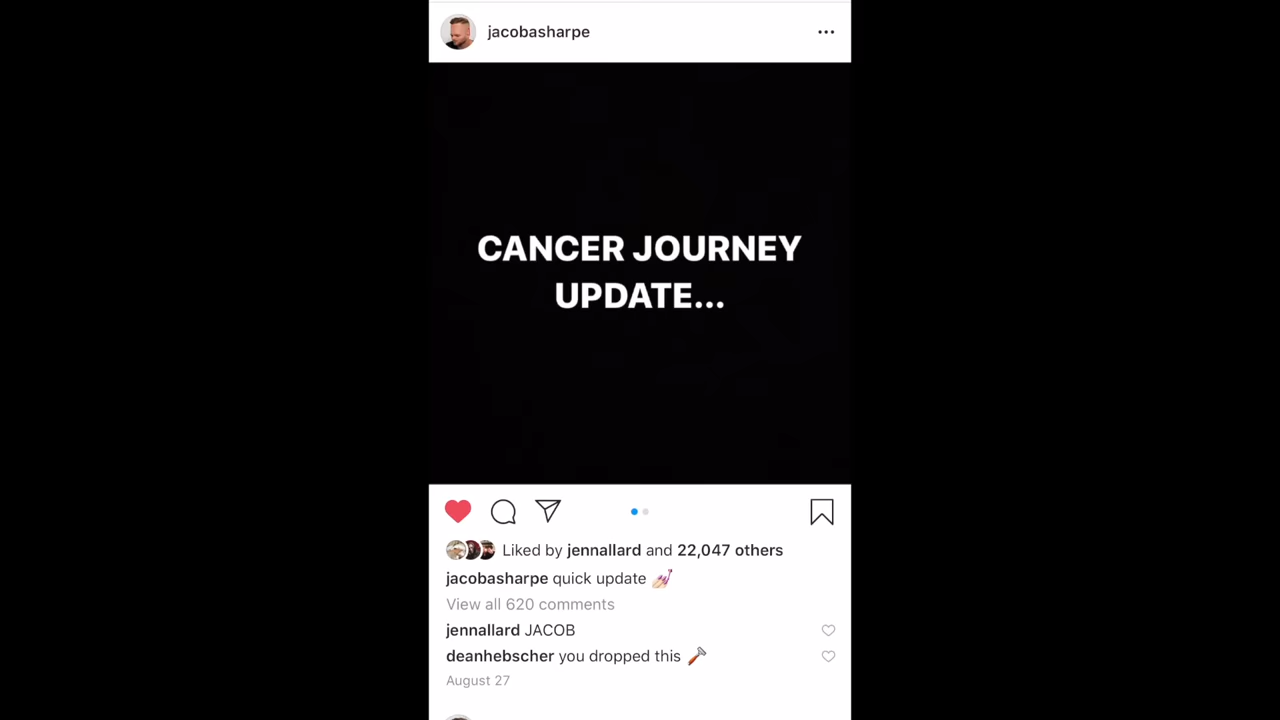 jacobasharpe
CANCER JOURNEY
UPDATE...
Liked by jennallard and 22,047 others
jacobasharpe quick update 💅🏻
View all 620 comments
jennallard JACOB
deanhebscher you dropped this 🪒
August 27